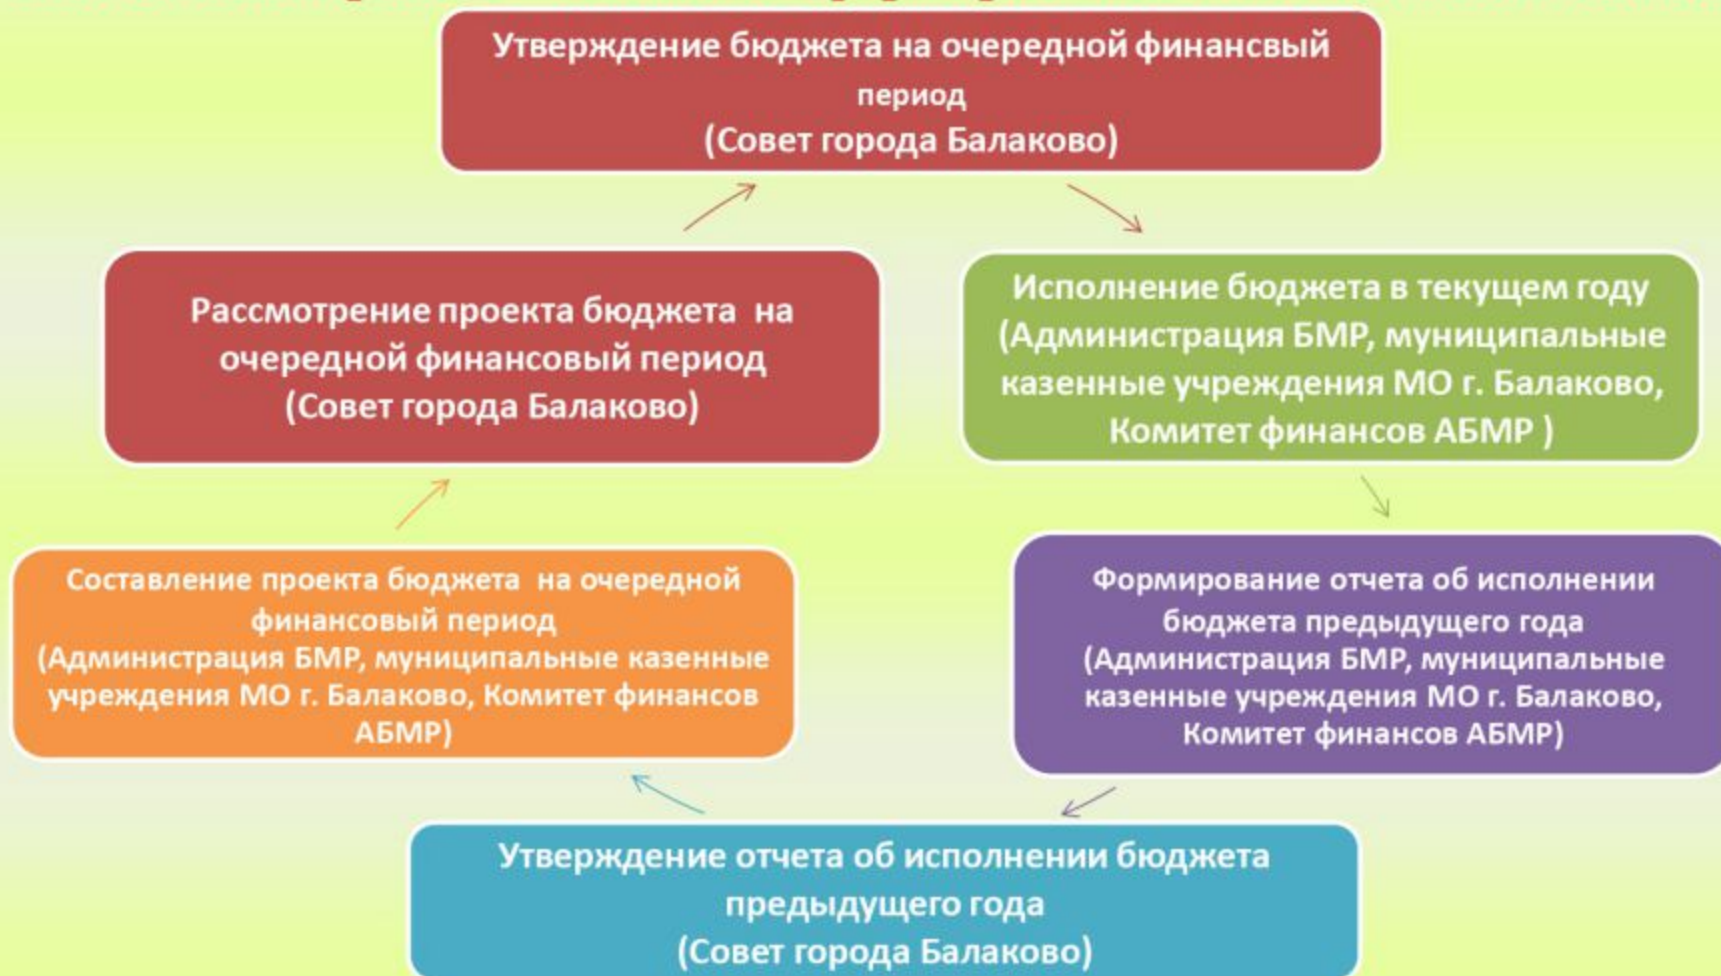 Утверждение бюджета на очередной финансвый
период
(Совет города Балаково)
Рассмотрение проекта бюджета на
очередной финансовый период
(Совет города Балаково)
Исполнение бюджета в текущем году
(Администрация БМР, муниципальные
казенные учреждения МО г. Балаково,
Комитет финансов АБМР )
Составление проекта бюджета на очередной
финансовый период
(Администрация БМР, муниципальные казенные
учреждения МО г. Балаково, Комитет финансов
АБМР)
Формирование отчета об исполнении
бюджета предыдущего года
(Администрация БМР, муниципальные
казенные учреждения МО г. Балаково,
Комитет финансов АБМР)
Утверждение отчета об исполнении бюджета
предыдущего года
(Совет города Балаково)